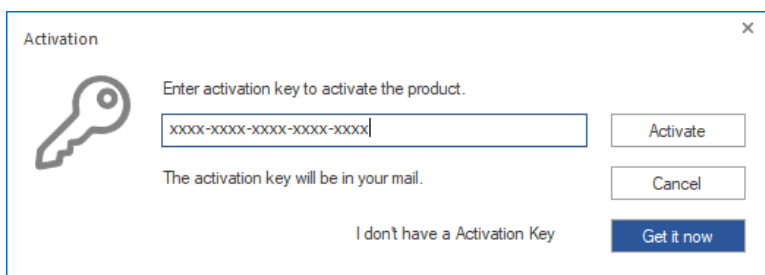 Activation
×
Enter activation key to activate the product.
xxxx-xxxx-xxxx-xxxx-xxxx
Activate
The activation key will be in your mail.
Cancel
I don't have a Activation Key
Get it now